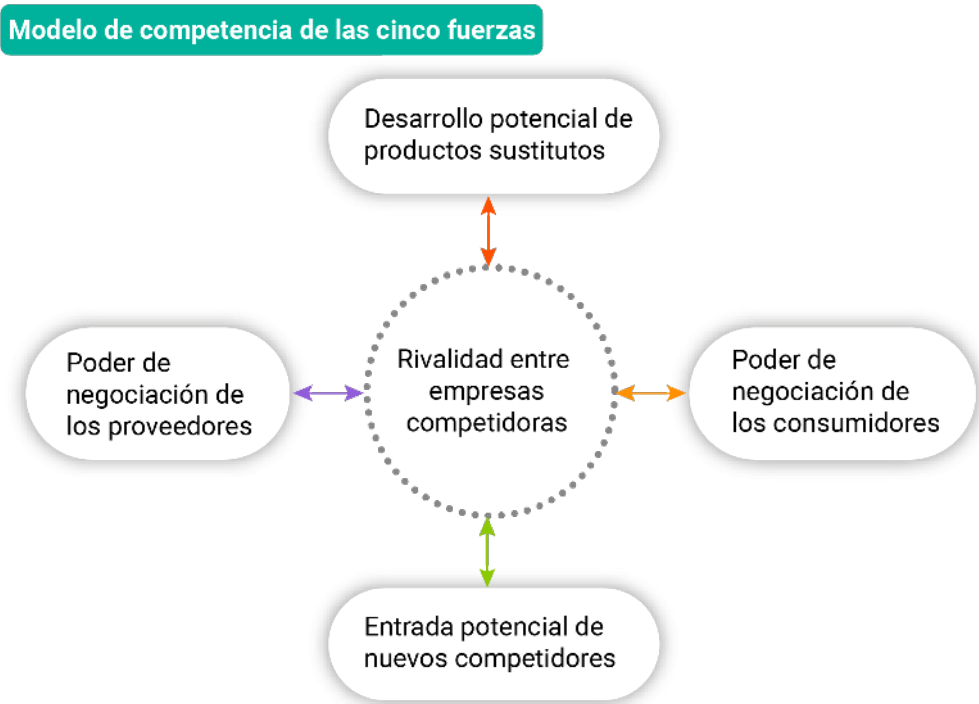 Modelo de competencia de las cinco fuerzas
Desarrollo potencial de
productos sustitutos
Poder de
negociación de
los proveedores
Rivalidad entre
empresas
competidoras
Poder de
negociación de
los consumidores
Entrada potencial de
nuevos competidores